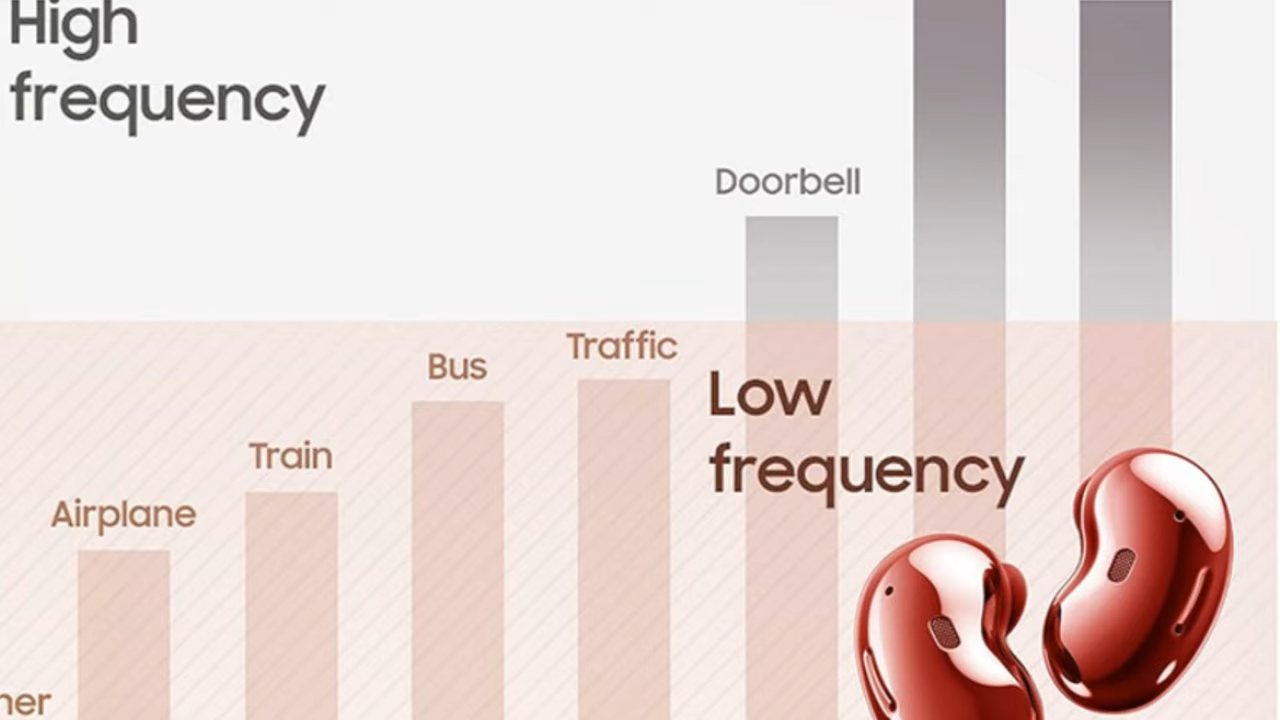 High
frequency
Doorbell
Traffic
Bus
Low
frequency
Train
Airplane